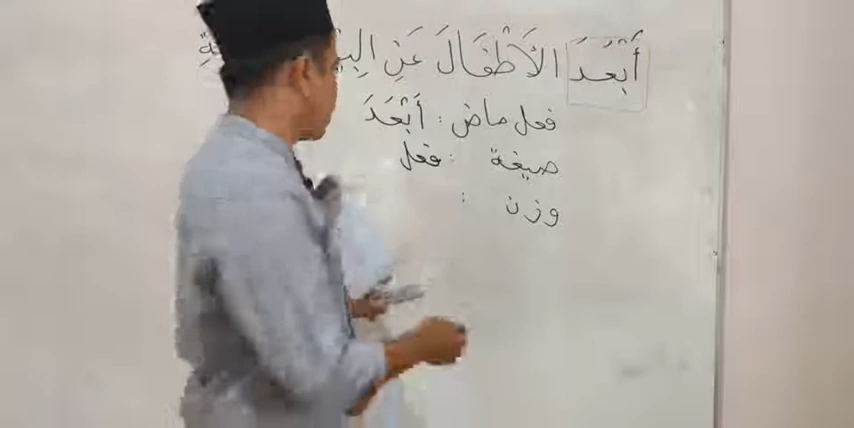 أَبْعَدَ الأَطْفَالَ عَنِ
فعل ماض : أَبْعَدَ
صيغة : فعل
وزن :